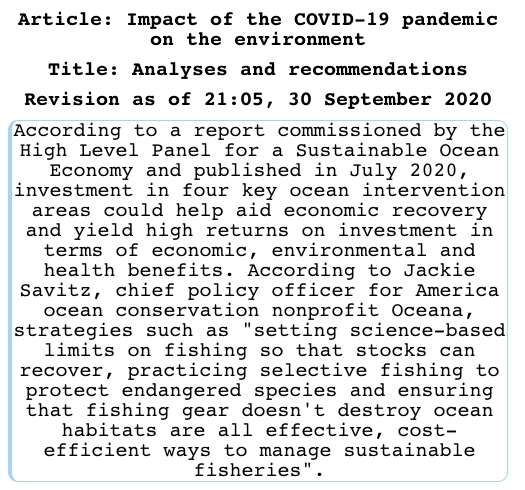 Article: Impact of the COVID-19 pandemic
on the environment
Title: Analyses and recommendations
Revision as of 21:05, 30 September 2020
According to a report commissioned by the
High Level Panel for a Sustainable Ocean
Economy and published in July 2020,
investment in four key ocean intervention
areas could help aid economic recovery
and yield high returns on investment in
terms of economic, environmental and
health benefits. According to Jackie
Savitz, chief policy officer for America
ocean conservation nonprofit Oceana,
strategies such as "setting science-based
limits on fishing so that stocks can
recover, practicing selective fishing to
protect endangered species and ensuring
that fishing gear doesn't destroy ocean
habitats are all effective, cost-
efficient ways to manage sustainable
fisheries".